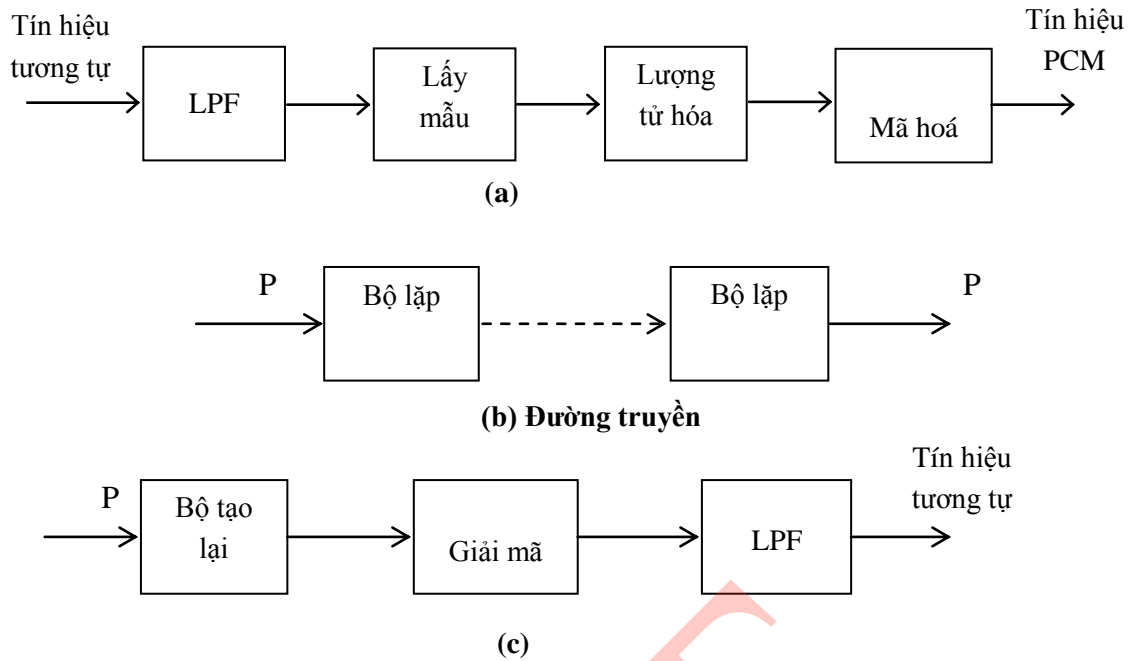 Tín hiệu
tương tự
LPF
Lấy
mẫu
Lượng
tử hóa
Mã hoá
Tín hiệu
PCM
(a)
P
Bộ lặp
Bộ lặp
P
(b) Đường truyền
P
Bộ tạo
lại
Giải mã
LPF
Tín hiệu
tương tự
(c)